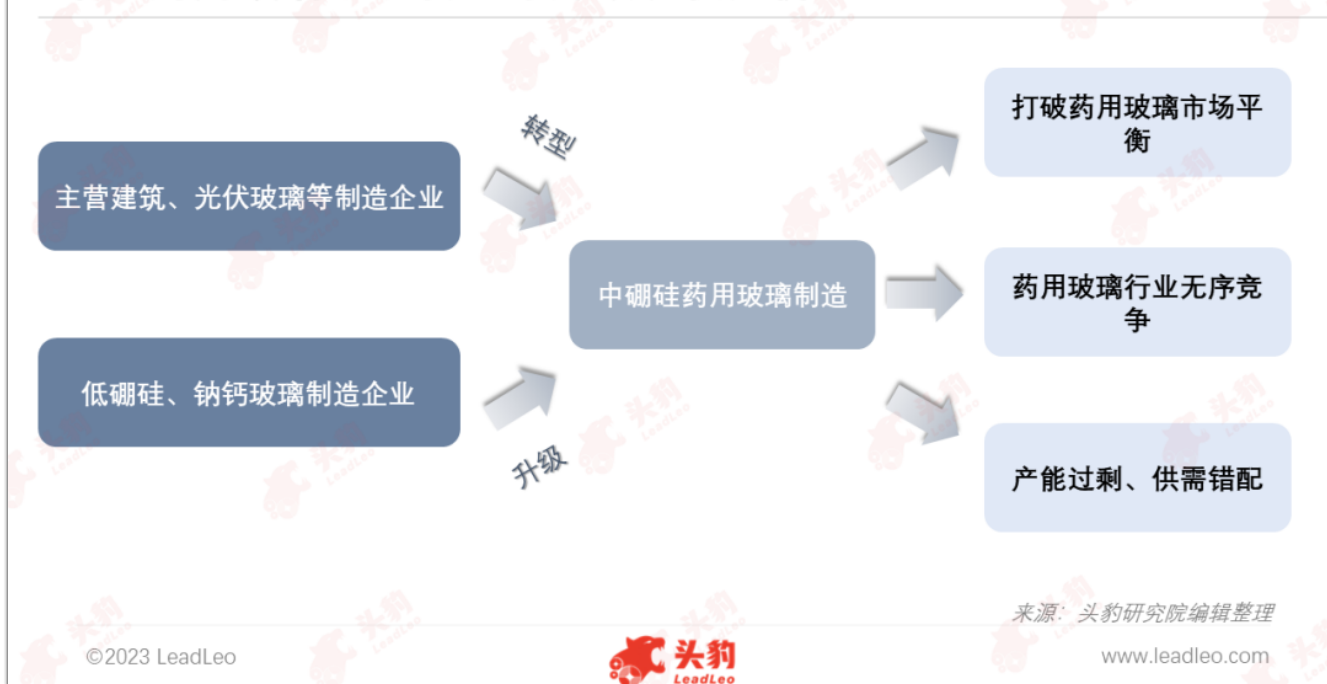 转型
主营建筑、光伏玻璃等制造企业
低硼硅、钠钙玻璃制造企业
升级
中硼硅药用玻璃制造
打破药用玻璃市场平
衡
药用玻璃行业无序竞
争
产能过剩、供需错配
来源：头豹研究院编辑整理
©2023 LeadLeo
头豹
LeadLeo
www.leadleo.com